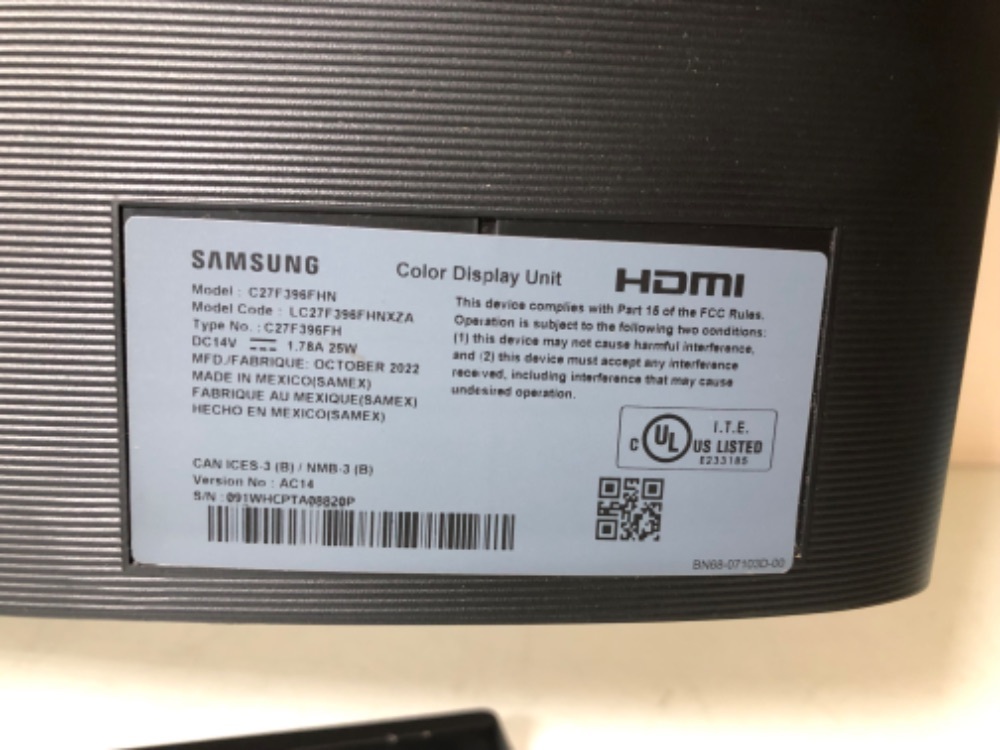 SAMSUNG
Color Display Unit
HDMI
Model : C27F396FHN
Model Code : LC27F396FHNXZA
Type No. : C27F396FH
DC14V 1.78A 25W
MFD./FABRIQUE: OCTOBER 2022
MADE IN MEXICO(SAMEX)
FABRIQUE AU MEXIQUE(SAMEX)
HECHO EN MEXICO(SAMEX)
This device complies with Part 15 of the FCC Rules.
Operation is subject to the following two conditions:
(1) this device may not cause harmful interference,
and (2) this device must accept any interference
received, including interference that may cause
undesired operation.
C UL US LISTED
I.T.E.
E233185
CAN ICES-3 (B) / NMB-3 (B)
Version No : AC14
S/N : 091WHCPTA08820P
BN68-07103D-00